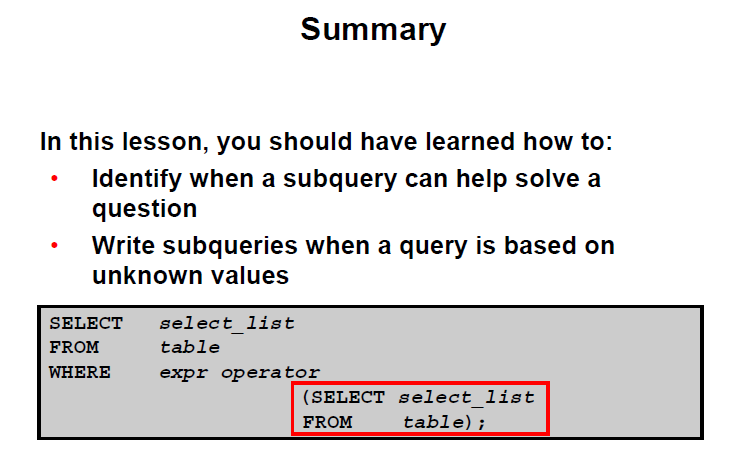 Summary
In this lesson, you should have learned how to:
• Identify when a subquery can help solve a
question
• Write subqueries when a query is based on
unknown values
SELECT select_list
FROM table
WHERE expr operator
(SELECT select_list
FROM table);